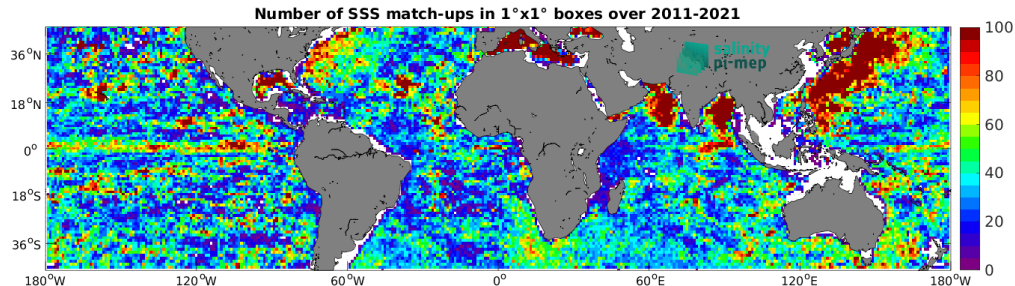 Number of SSS match-ups in 1°x1° boxes over 2011-2021
salinity
pi-mep
36°N
18°N
0°
18°S
36°S
180°W 120°W 60°W 0° 60°E 120°E 180°W
100
80
60
40
20
0